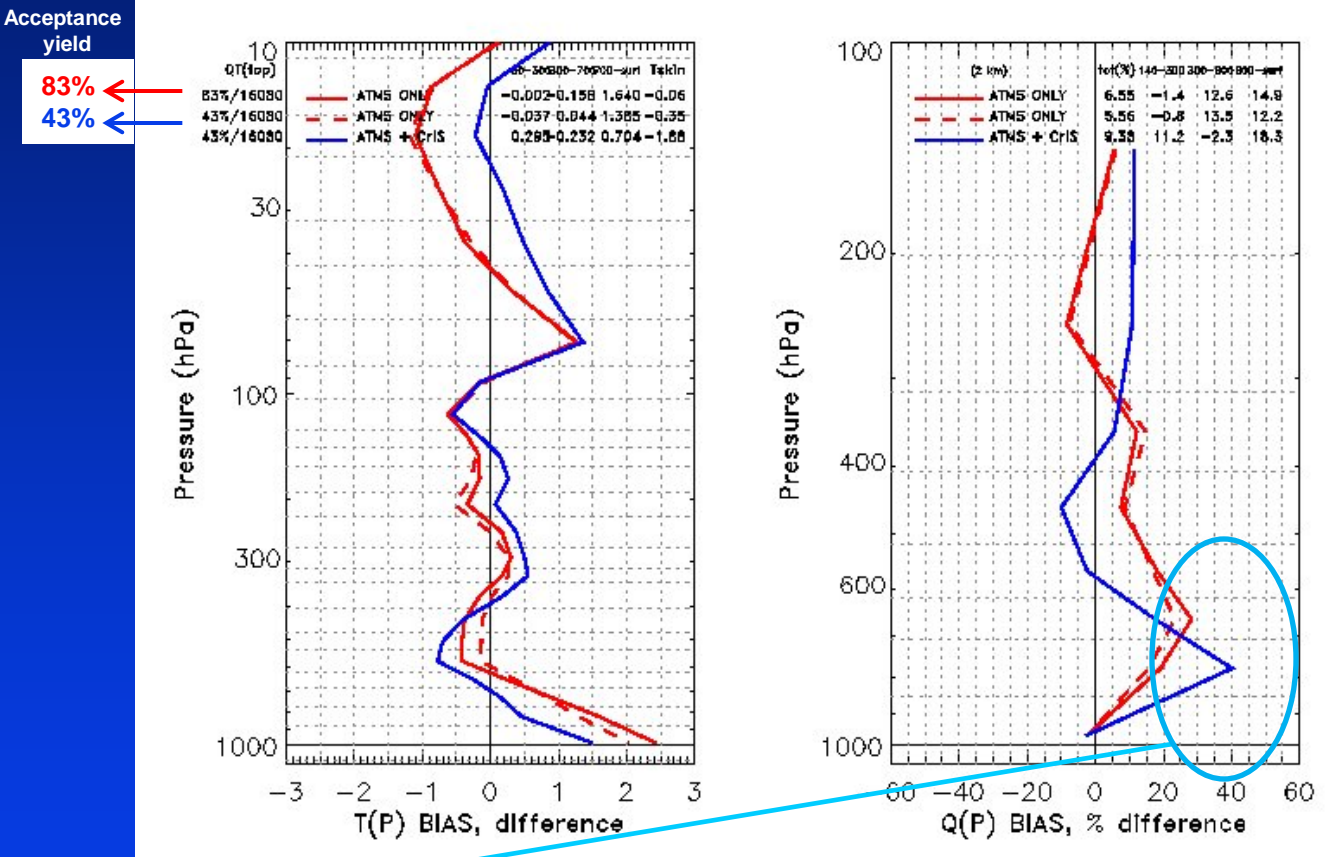 Acceptance
yield
83%
43%
QT(top)
Tskin
83%/16080 ATMS ONLY -0.002 -0.158 1.640 -0.06
43%/16080 ATMS ONLY -0.037 0.044 1.385 -0.35
43%/16080 ATMS + CrIS 0.295 -0.232 0.704 -1.68
10
30
100
300
1000
Pressure (hPa)
-3 -2 -1 0 1 2 3
T(P) BIAS, difference
(2 km) tot(%) 140-300
ATMS ONLY 6.55 -1.4 12.6 14.9
ATMS ONLY 5.56 -0.8 13.5 12.2
ATMS + CrIS 9.38 11.2 -2.3 18.3
100
200
400
600
1000
Pressure (hPa)
60 -40 -20 0 20 40 60
Q(P) BIAS, % difference